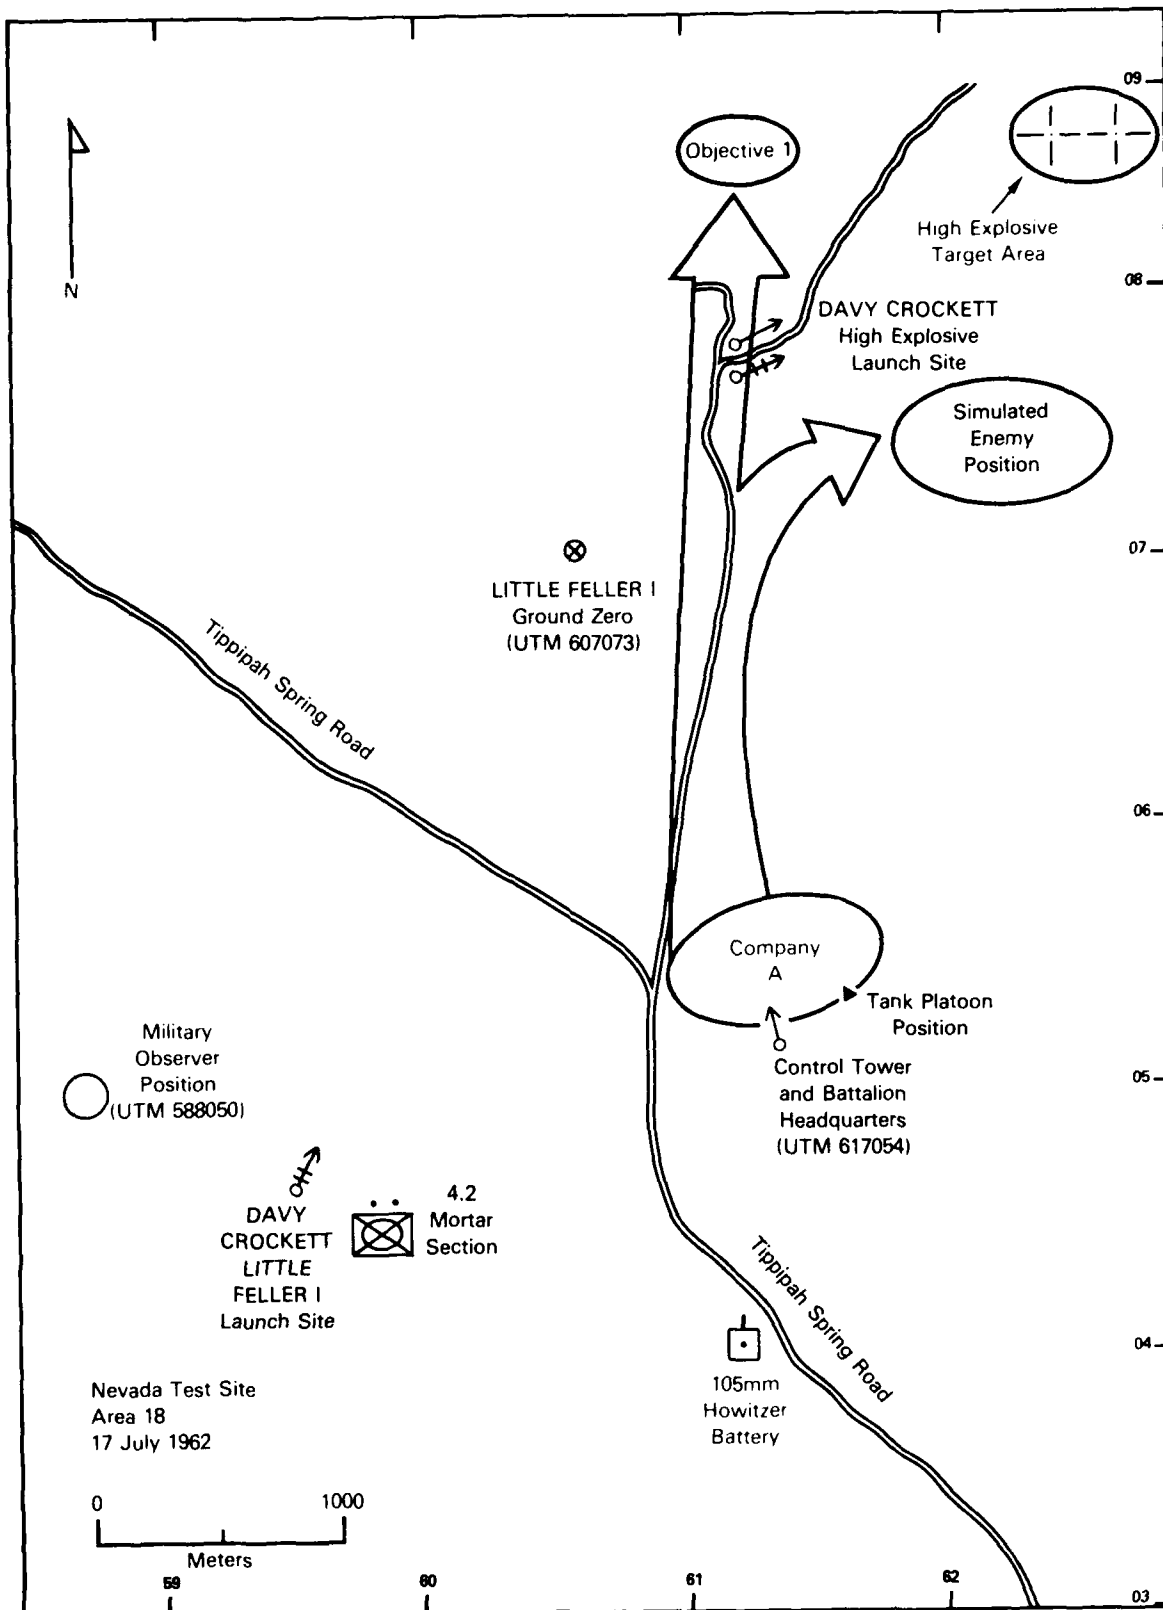 09
Objective 1
High Explosive
Target Area
N
08
DAVY CROCKETT
High Explosive
Launch Site
Simulated
Enemy
Position
07
LITTLE FELLER I
Ground Zero
(UTM 607073)
Tippipah Spring Road
06
Company
A
Tank Platoon
Position
Military
Observer
Position
(UTM 588050)
Control Tower
and Battalion
Headquarters
(UTM 617054)
05
DAVY
CROCKETT
LITTLE
FELLER I
Launch Site
4.2
Mortar
Section
Tippipah Spring Road
04
105mm
Howitzer
Battery
Nevada Test Site
Area 18
17 July 1962
0 1000
Meters
59 60 61 62
03